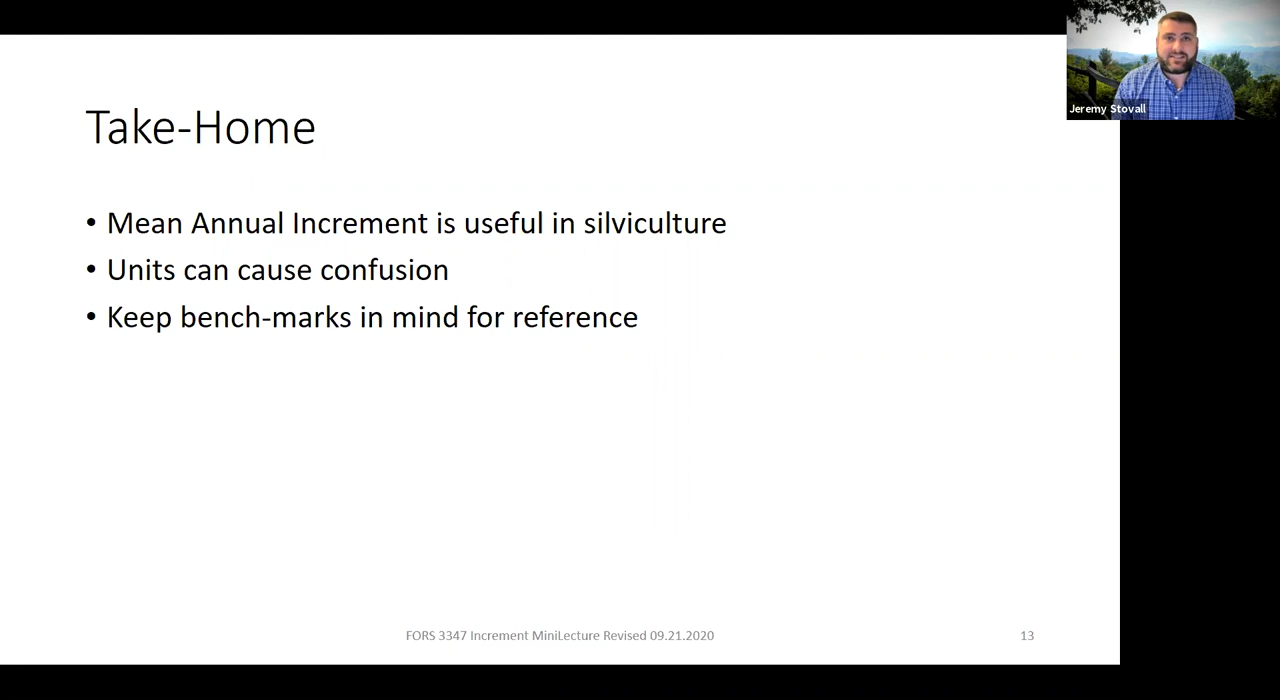 Jeremy Stovall
Take-Home
• Mean Annual Increment is useful in silviculture
• Units can cause confusion
• Keep bench-marks in mind for reference
FORS 3347 Increment MiniLecture Revised 09.21.2020
13